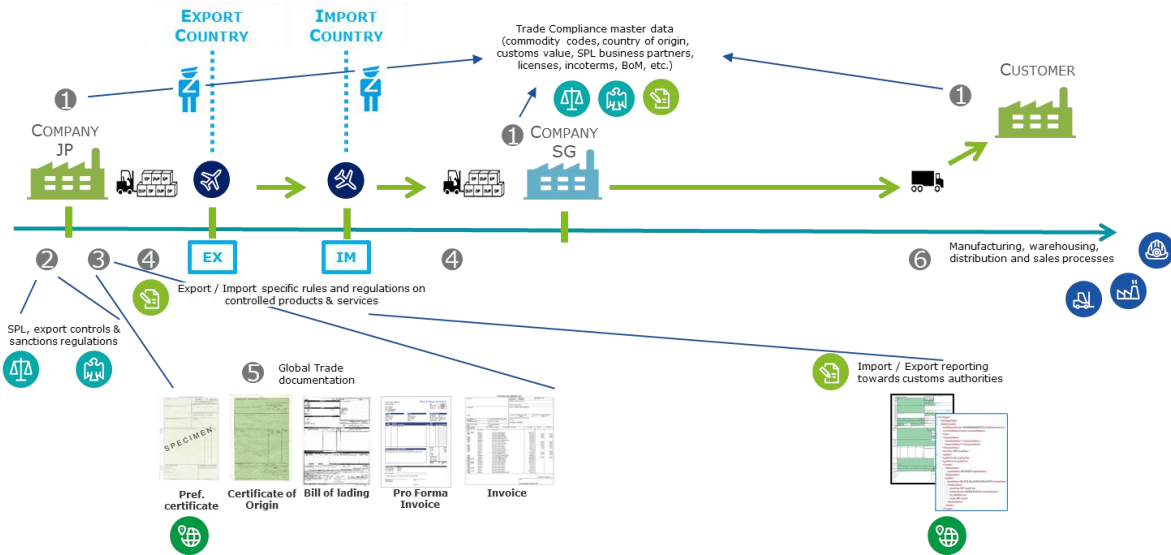 EXPORT
COUNTRY
IMPORT
COUNTRY
Trade Compliance master data
(commodity codes, country of origin,
customs value, SPL business partners,
licenses, incoterms, BoM, etc.)
CUSTOMER
1
1
1
COMPANY
JP
COMPANY
SG
EX
IM
2
3
4
4
6
Manufacturing, warehousing,
distribution and sales processes
Export / Import specific rules and regulations on
controlled products & services
SPL, export controls &
sanctions regulations
5
Global Trade
documentation
Import / Export reporting
towards customs authorities
SPECIMEN
Pref.
certificate
Certificate of
Origin
Bill of lading
Pro Forma
Invoice
Invoice